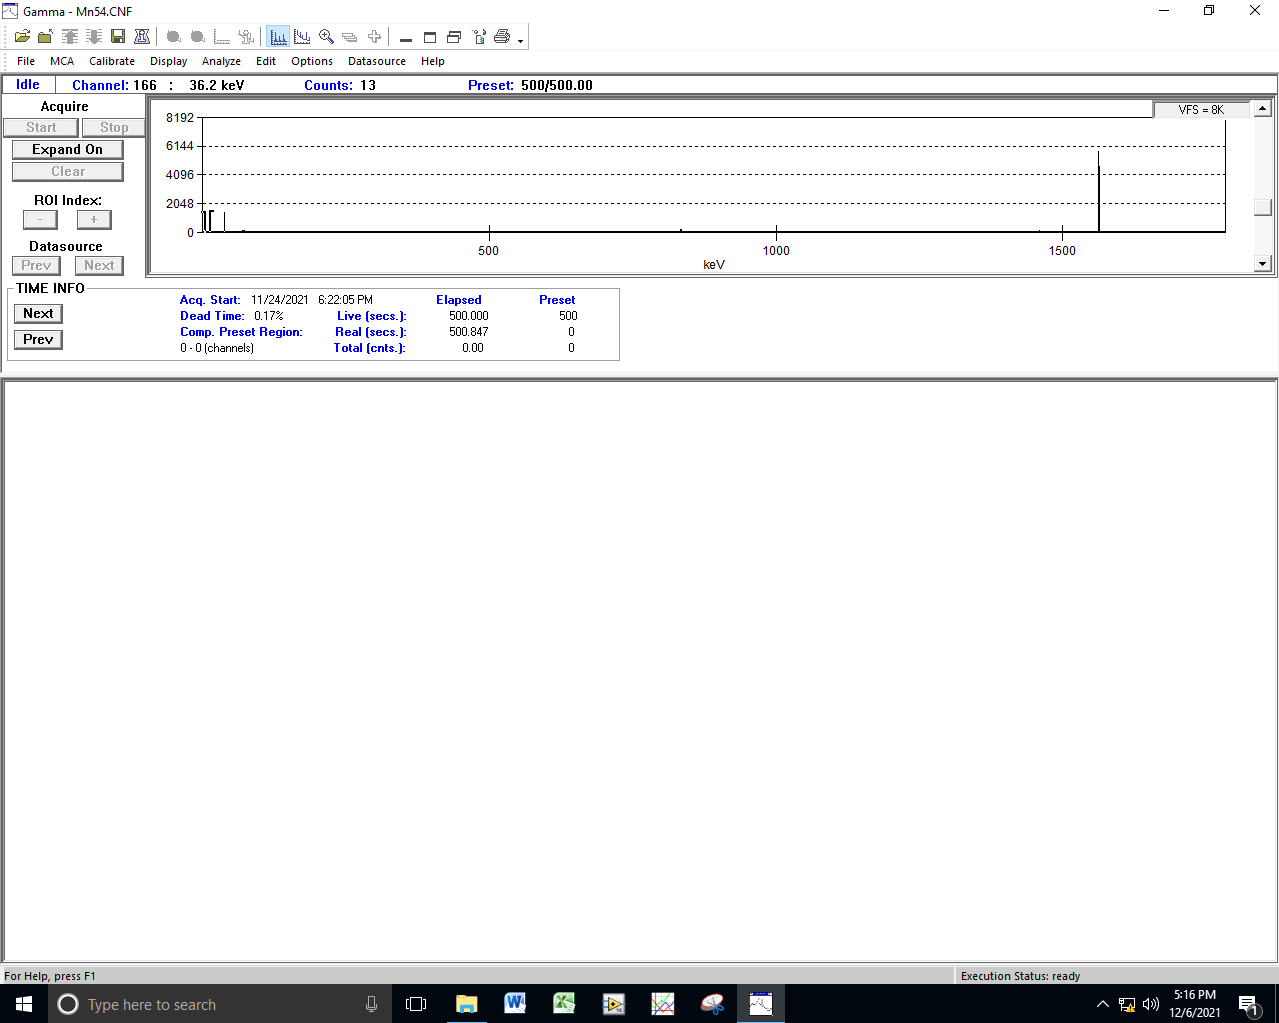 Gamma - Mn54.CNF
File MCA Calibrate Display Analyze Edit Options Datasource Help
Idle Channel: 166 : 36.2 keV Counts: 13 Preset: 500/500.00
Acquire
Start Stop
Expand On
Clear
ROI Index:
- +
Datasource
Prev Next
VFS = 8K
8192
6144
4096
2048
0
500 1000 1500
keV
TIME INFO
Next
Prev
Acq. Start: 11/24/2021 6:22:05 PM Elapsed Preset
Dead Time: 0.17% Live (secs.): 500.000 500
Comp. Preset Region: Real (secs.): 500.847 0
0 - 0 (channels) Total (cnts.): 0.00 0
For Help, press F1 Execution Status: ready
Type here to search
5:16 PM
12/6/2021
1